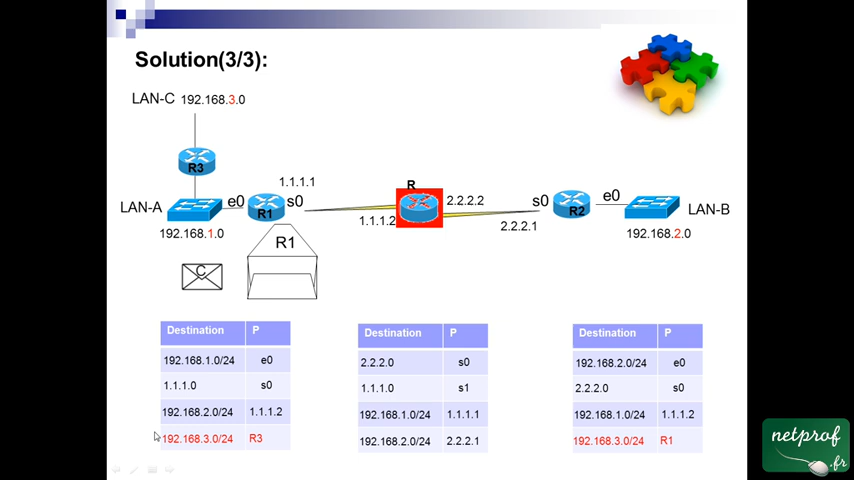 Solution(3/3):
LAN-C 192.168.3.0
R3
1.1.1.1
R
LAN-A
e0
R1
s0
1.1.1.2
2.2.2.2
2.2.2.1
s0
R2
e0
LAN-B
192.168.1.0
192.168.2.0
R1
C
Destination P
192.168.1.0/24 e0
1.1.1.0 s0
192.168.2.0/24 1.1.1.2
192.168.3.0/24 R3
Destination P
2.2.2.0 s0
1.1.1.0 s1
192.168.1.0/24 1.1.1.1
192.168.2.0/24 2.2.2.1
Destination P
192.168.2.0/24 e0
2.2.2.0 s0
192.168.1.0/24 1.1.1.2
192.168.3.0/24 R1
netprof
.fr